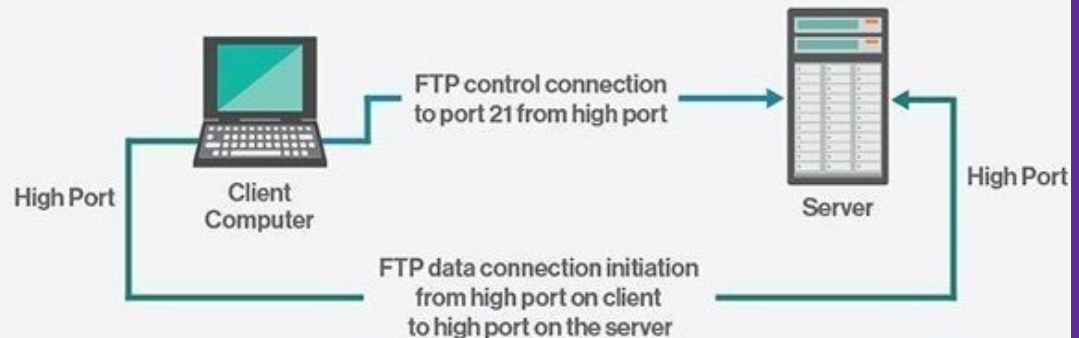 FTP control connection
to port 21 from high port
High Port
Client
Computer
Server
High Port
FTP data connection initiation
from high port on client
to high port on the server